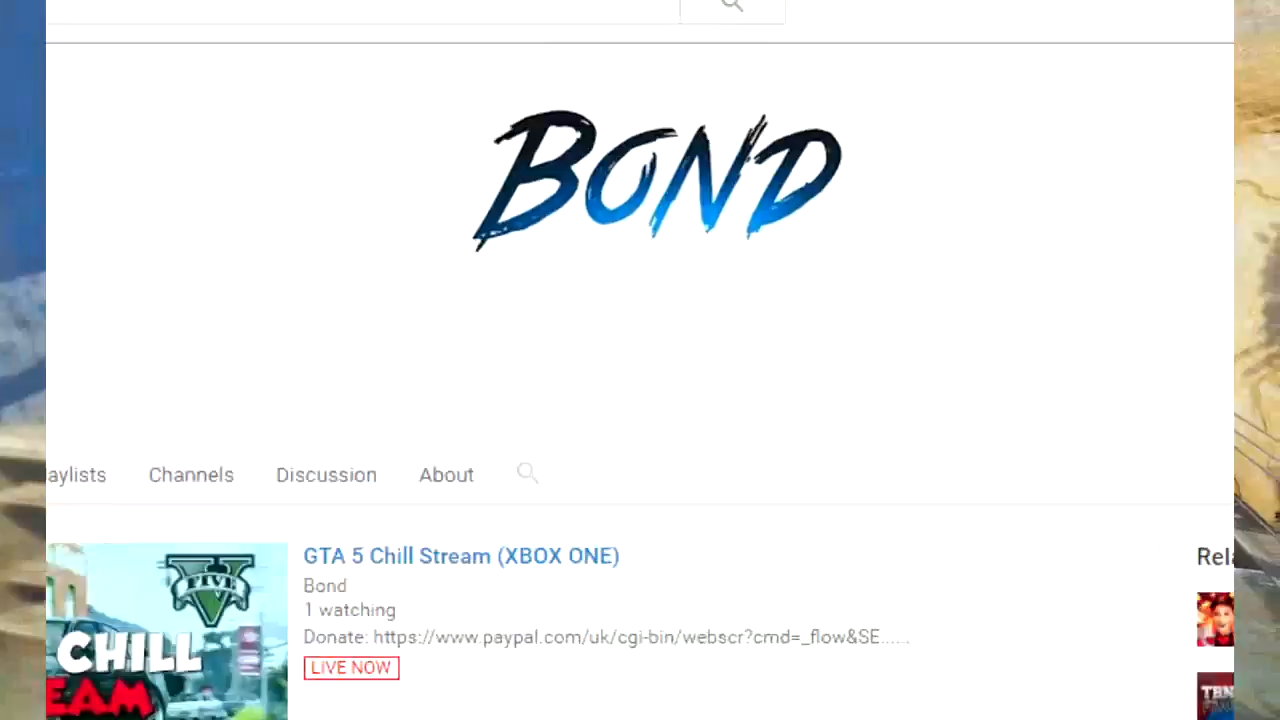 BOND
aylists Channels Discussion About
FIVE
CHILL
EAM
GTA 5 Chill Stream (XBOX ONE)
Bond
1 watching
Donate: https://www.paypal.com/uk/cgi-bin/webscr?cmd=_flow&SE......
LIVE NOW
Rela
TBN